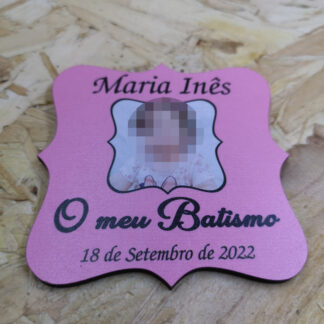 Maria Inês
O meu Batismo
18 de Setembro de 2022